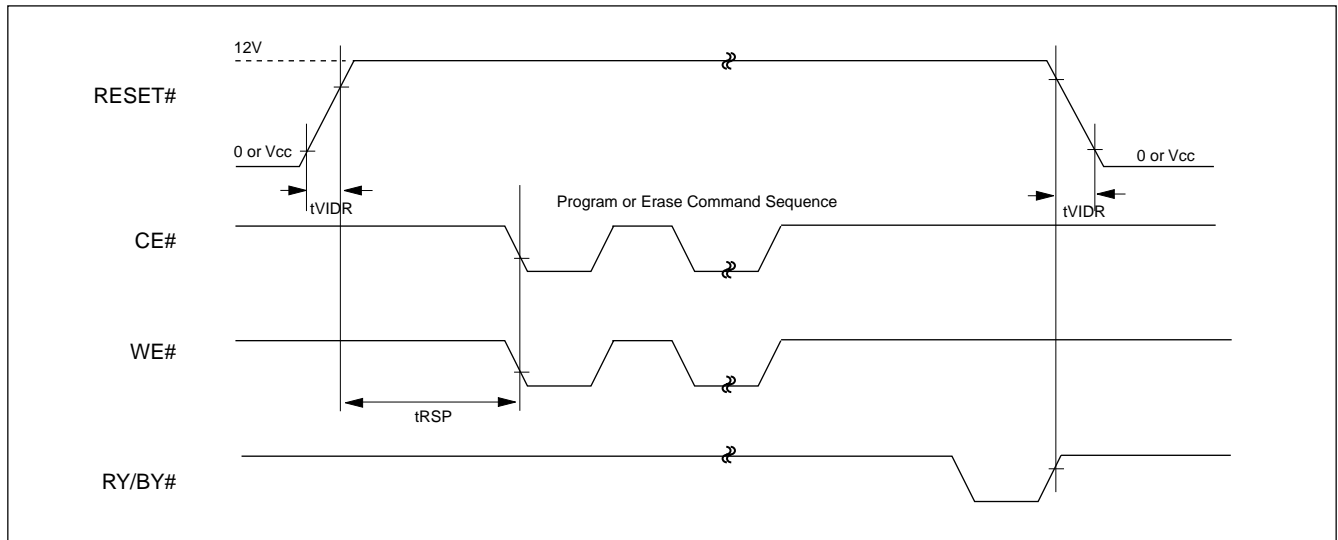 12V
RESET#
0 or Vcc
0 or Vcc
tVIDR
tVIDR
Program or Erase Command Sequence
CE#
WE#
tRSP
RY/BY#